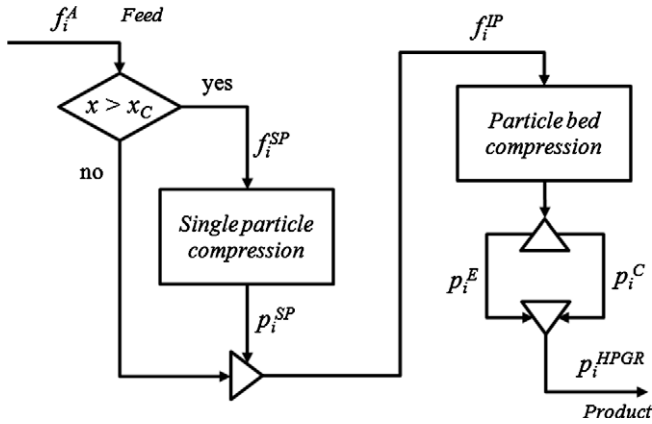 f_i^A Feed
x > x_C
yes
no
f_i^SP
Single particle
compression
p_i^SP
f_i^IP
Particle bed
compression
p_i^E
p_i^C
p_i^HPGR
Product